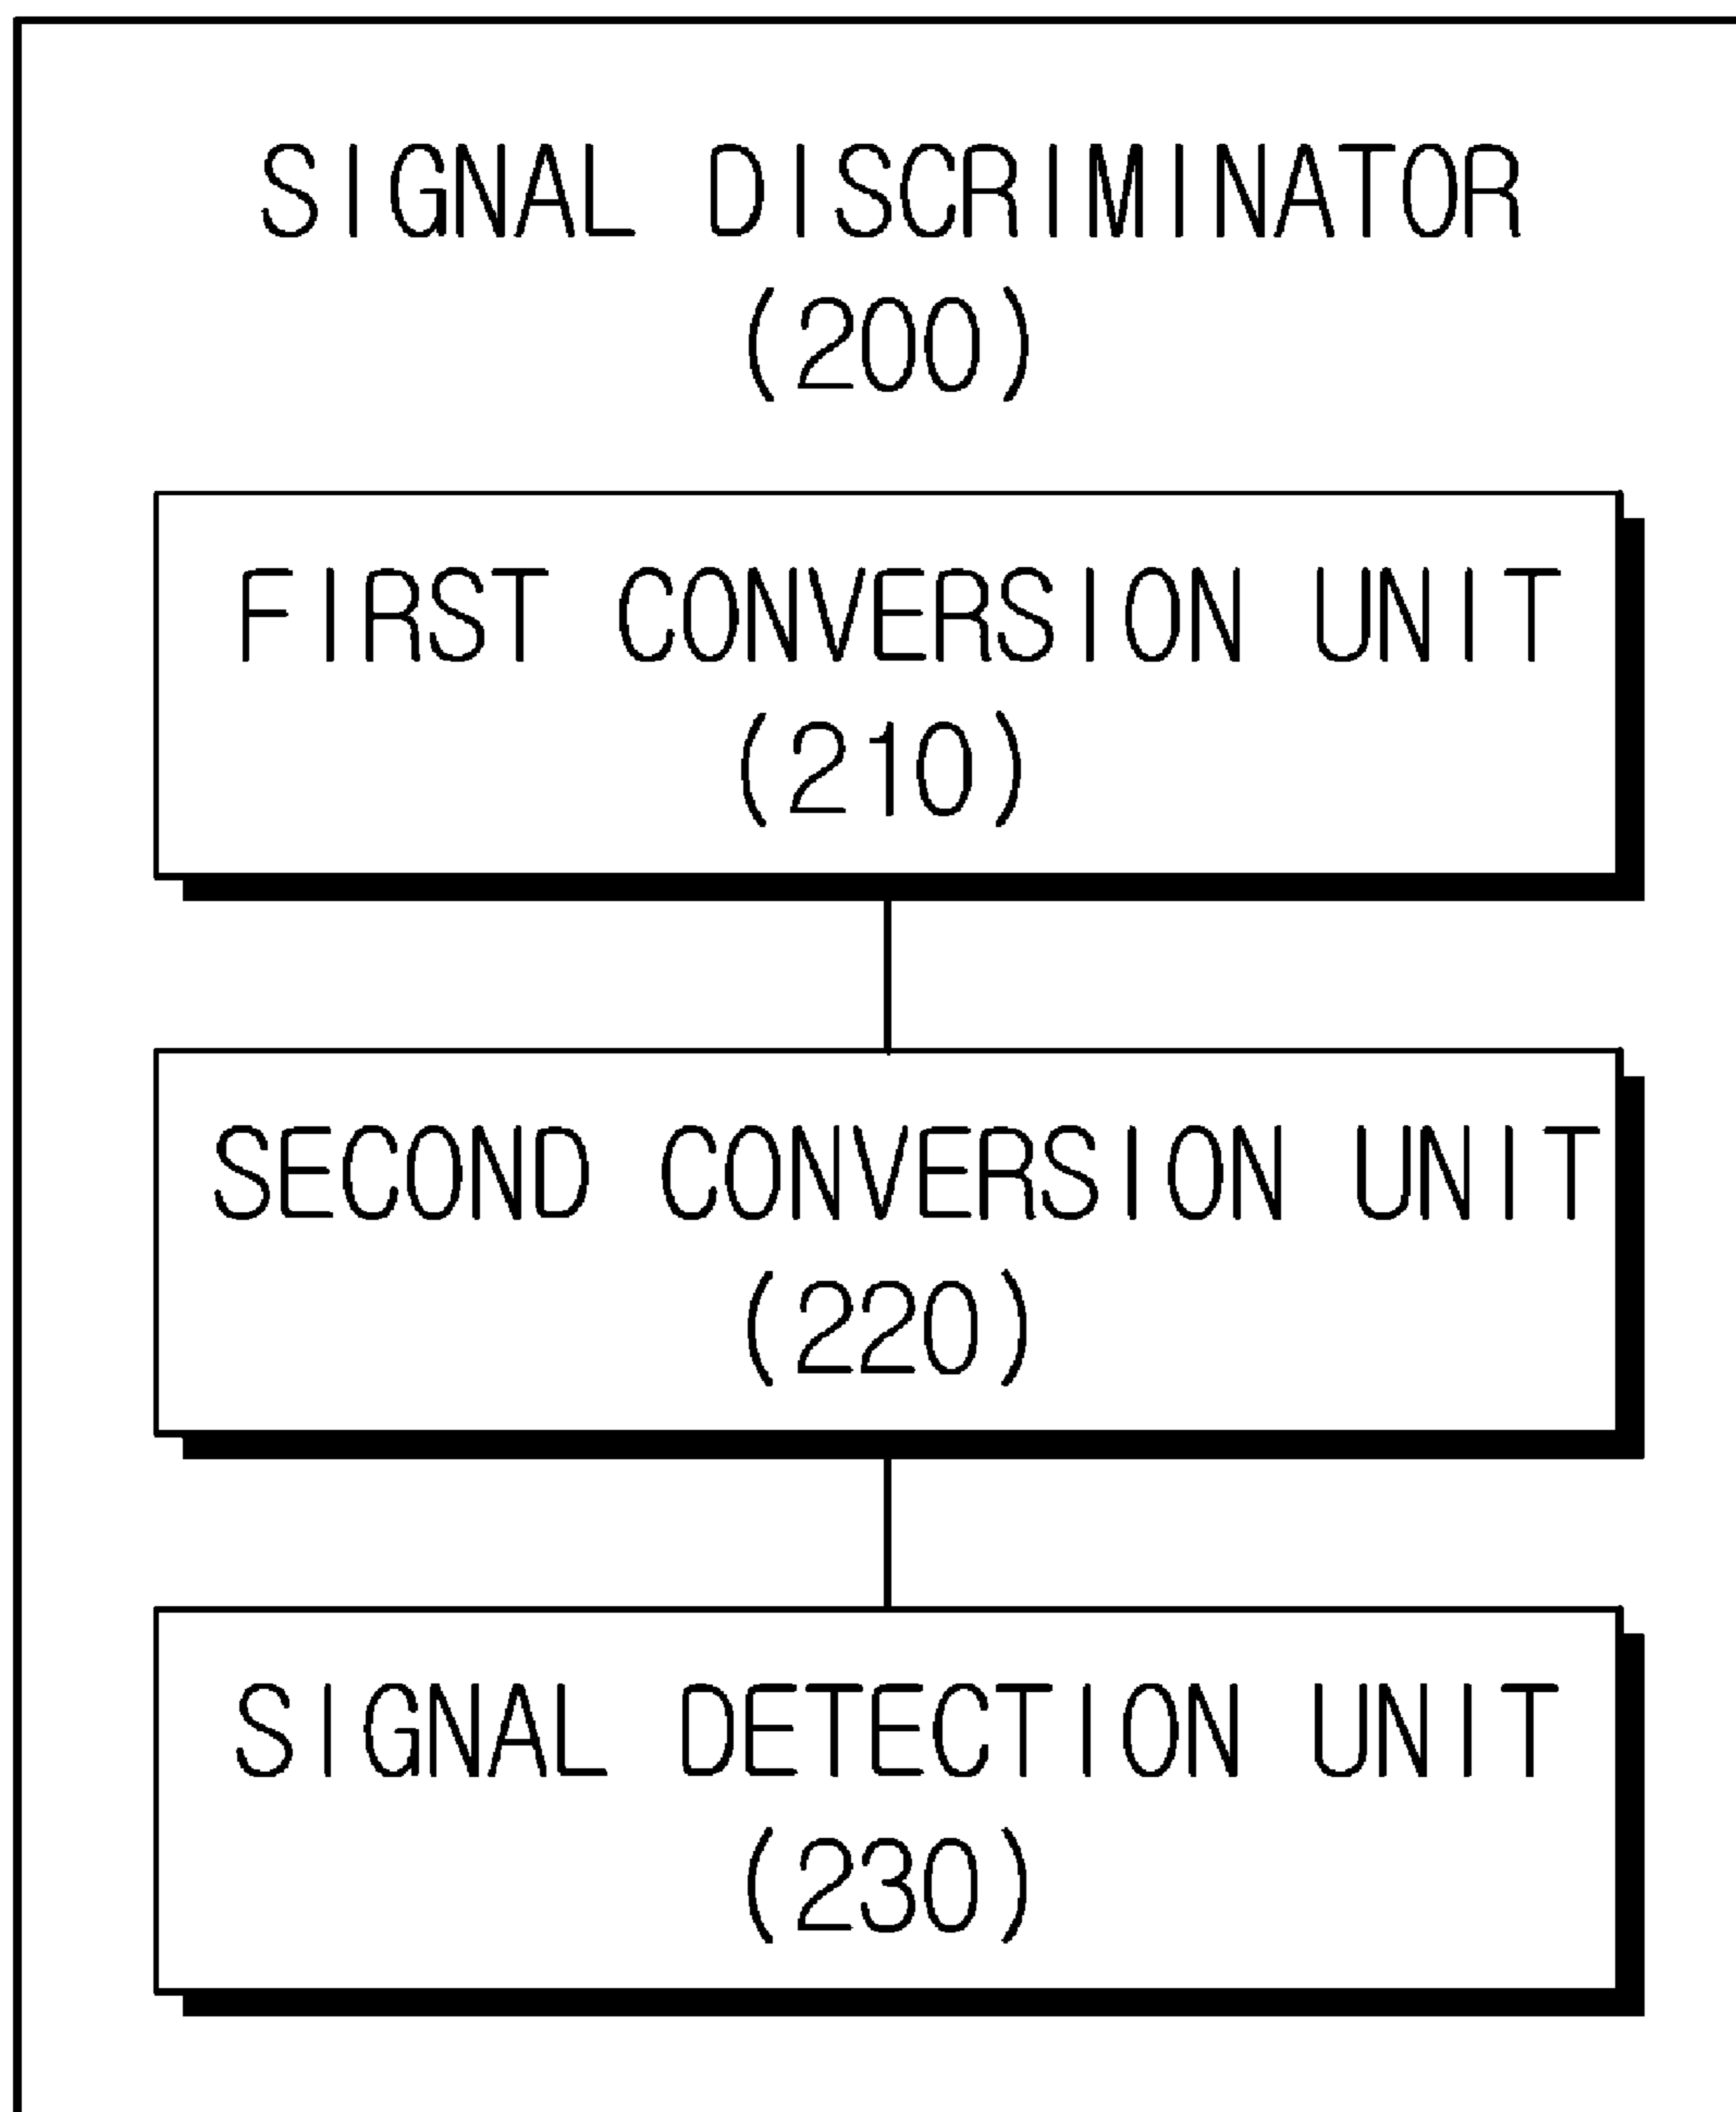 SIGNAL DISCRIMINATOR
(200)
FIRST CONVERSION UNIT
(210)
SECOND CONVERSION UNIT
(220)
SIGNAL DETECTION UNIT
(230)